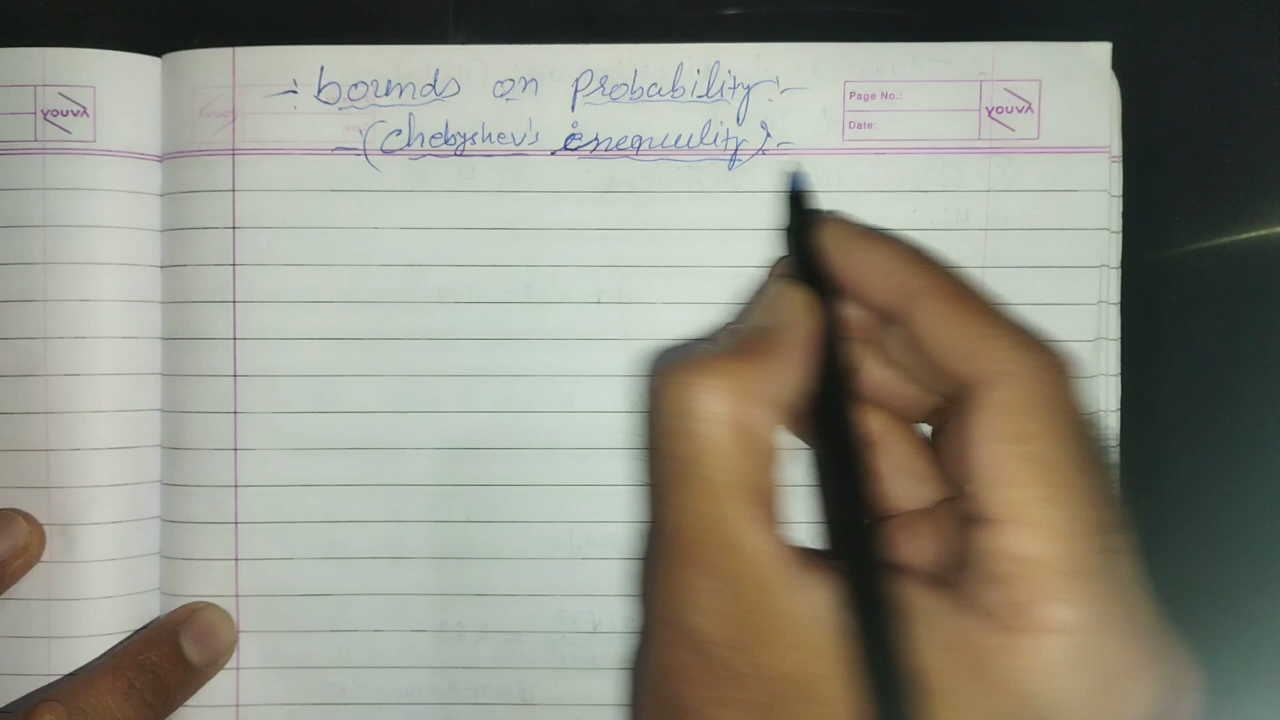 -: bounds on Probability :-
-(Chebyshev's inequality):-
Page No.:
Date:
YOUVA
YOUVA